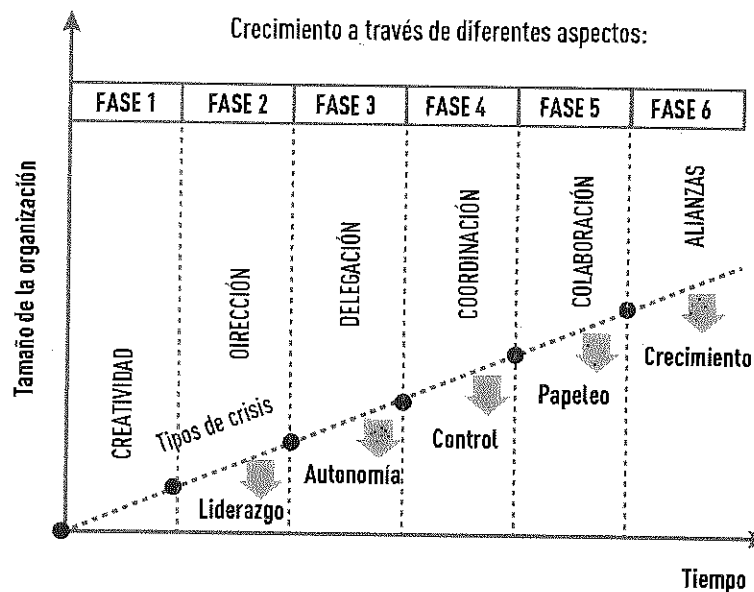 Crecimiento a través de diferentes aspectos:
FASE 1 FASE 2 FASE 3 FASE 4 FASE 5 FASE 6
Tamaño de la organización
CREATIVIDAD
OIRECCIÓN
DELEGACIÓN
COORDINACIÓN
COLABORACIÓN
ALIANZAS
Tipos de crisis
Liderazgo
Autonomía
Control
Papeleo
Crecimiento
Tiempo